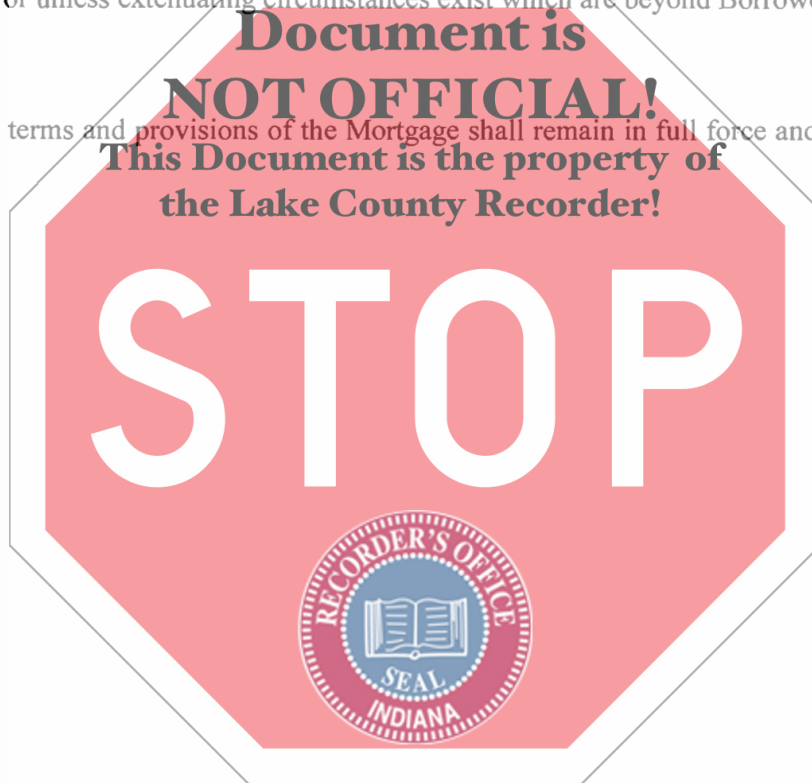 or unless extenuating circumstances exist which are beyond Borrowe
Document is
NOT OFFICIAL!
terms and provisions of the Mortgage shall remain in full force and
This Document is the property of
the Lake County Recorder!
STOP
RECORDER'S OFFICE
SEAL
INDIANA